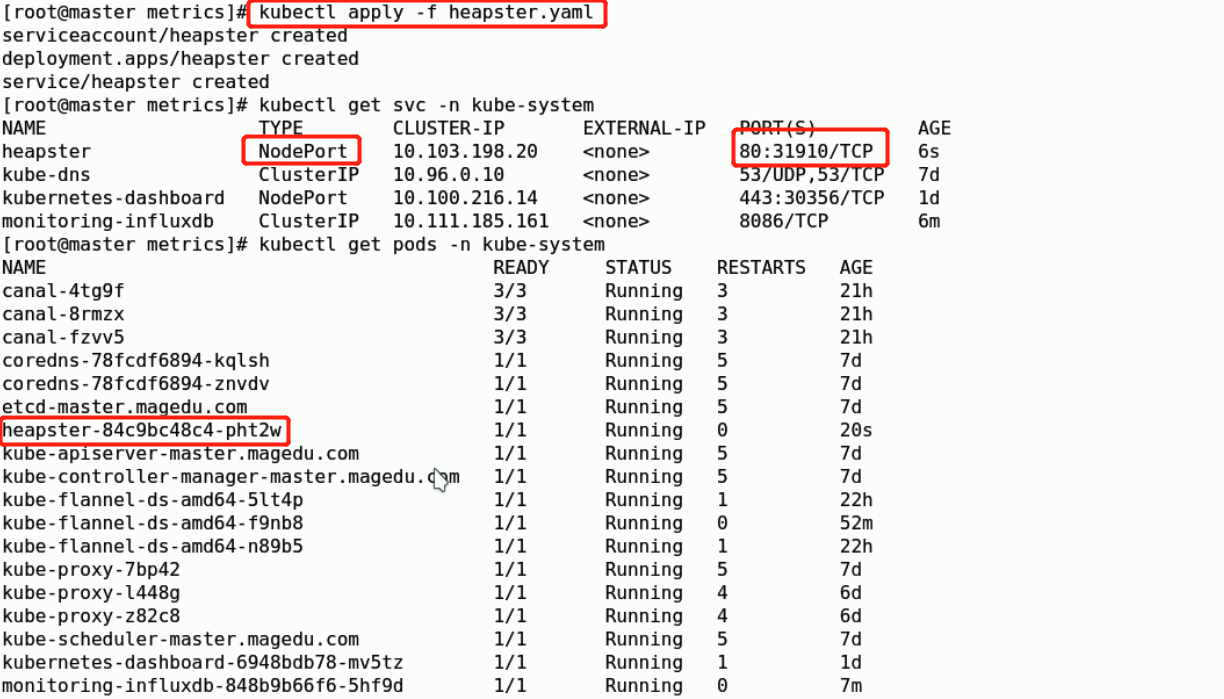 [root@master metrics]# kubectl apply -f heapster.yaml
serviceaccount/heapster created
deployment.apps/heapster created
service/heapster created
[root@master metrics]# kubectl get svc -n kube-system
NAME TYPE CLUSTER-IP EXTERNAL-IP PORT(S) AGE
heapster NodePort 10.103.198.20 <none> 80:31910/TCP 6s
kube-dns ClusterIP 10.96.0.10 <none> 53/UDP,53/TCP 7d
kubernetes-dashboard NodePort 10.100.216.14 <none> 443:30356/TCP 1d
monitoring-influxdb ClusterIP 10.111.185.161 <none> 8086/TCP 6m
[root@master metrics]# kubectl get pods -n kube-system
NAME READY STATUS RESTARTS AGE
canal-4tg9f 3/3 Running 3 21h
canal-8rmzx 3/3 Running 3 21h
canal-fzvv5 3/3 Running 3 21h
coredns-78fcdf6894-kqlsh 1/1 Running 5 7d
coredns-78fcdf6894-znvdv 1/1 Running 5 7d
etcd-master.magedu.com 1/1 Running 5 7d
heapster-84c9bc48c4-pht2w 1/1 Running 0 20s
kube-apiserver-master.magedu.com 1/1 Running 5 7d
kube-controller-manager-master.magedu.com 1/1 Running 5 7d
kube-flannel-ds-amd64-5lt4p 1/1 Running 1 22h
kube-flannel-ds-amd64-f9nb8 1/1 Running 0 52m
kube-flannel-ds-amd64-n89b5 1/1 Running 1 22h
kube-proxy-7bp42 1/1 Running 5 7d
kube-proxy-l448g 1/1 Running 4 6d
kube-proxy-z82c8 1/1 Running 4 6d
kube-scheduler-master.magedu.com 1/1 Running 5 7d
kubernetes-dashboard-6948bdb78-mv5tz 1/1 Running 1 1d
monitoring-influxdb-848b9b66f6-5hf9d 1/1 Running 0 7m